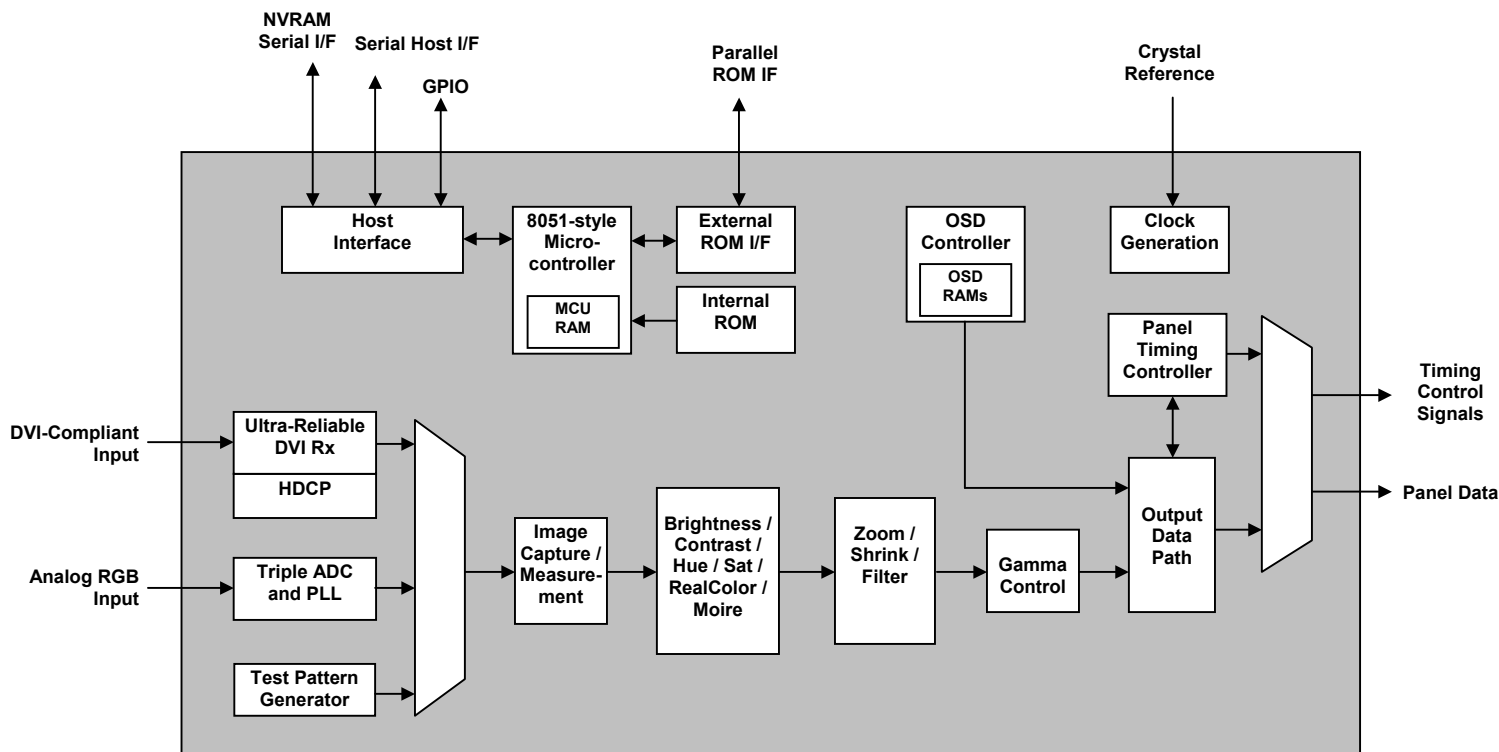 NVRAM
Serial I/F
Serial Host I/F
GPIO
Parallel
ROM IF
Crystal
Reference
Host
Interface
8051-style
Micro-
controller
MCU
RAM
External
ROM I/F
Internal
ROM
OSD
Controller
OSD
RAMs
Clock
Generation
Panel
Timing
Controller
Timing
Control
Signals
DVI-Compliant
Input
Ultra-Reliable
DVI Rx
HDCP
Analog RGB
Input
Triple ADC
and PLL
Test Pattern
Generator
Image
Capture /
Measure-
ment
Brightness /
Contrast /
Hue / Sat /
RealColor /
Moire
Zoom /
Shrink /
Filter
Gamma
Control
Output
Data
Path
Panel Data